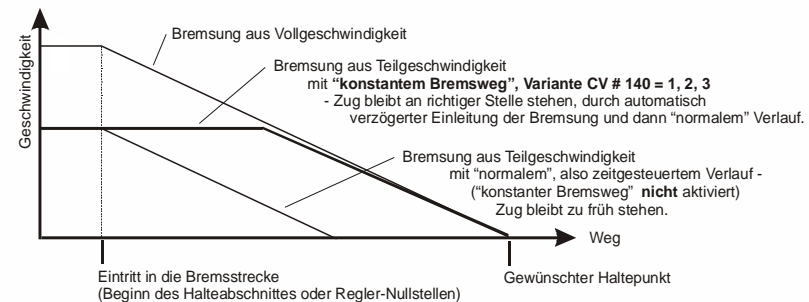 Geschwindigkeit
Bremsung aus Vollgeschwindigkeit
Bremsung aus Teilgeschwindigkeit
mit “konstantem Bremsweg”, Variante CV # 140 = 1, 2, 3
- Zug bleibt an richtiger Stelle stehen, durch automatisch
verzögerter Einleitung der Bremsung und dann “normalem” Verlauf.
Bremsung aus Teilgeschwindigkeit
mit “normalem”, also zeitgesteuertem Verlauf -
(“konstanter Bremsweg” nicht aktiviert)
Zug bleibt zu früh stehen.
Weg
Eintritt in die Bremsstrecke
(Beginn des Halteabschnittes oder Regler-Nullstellen)
Gewünschter Haltepunkt